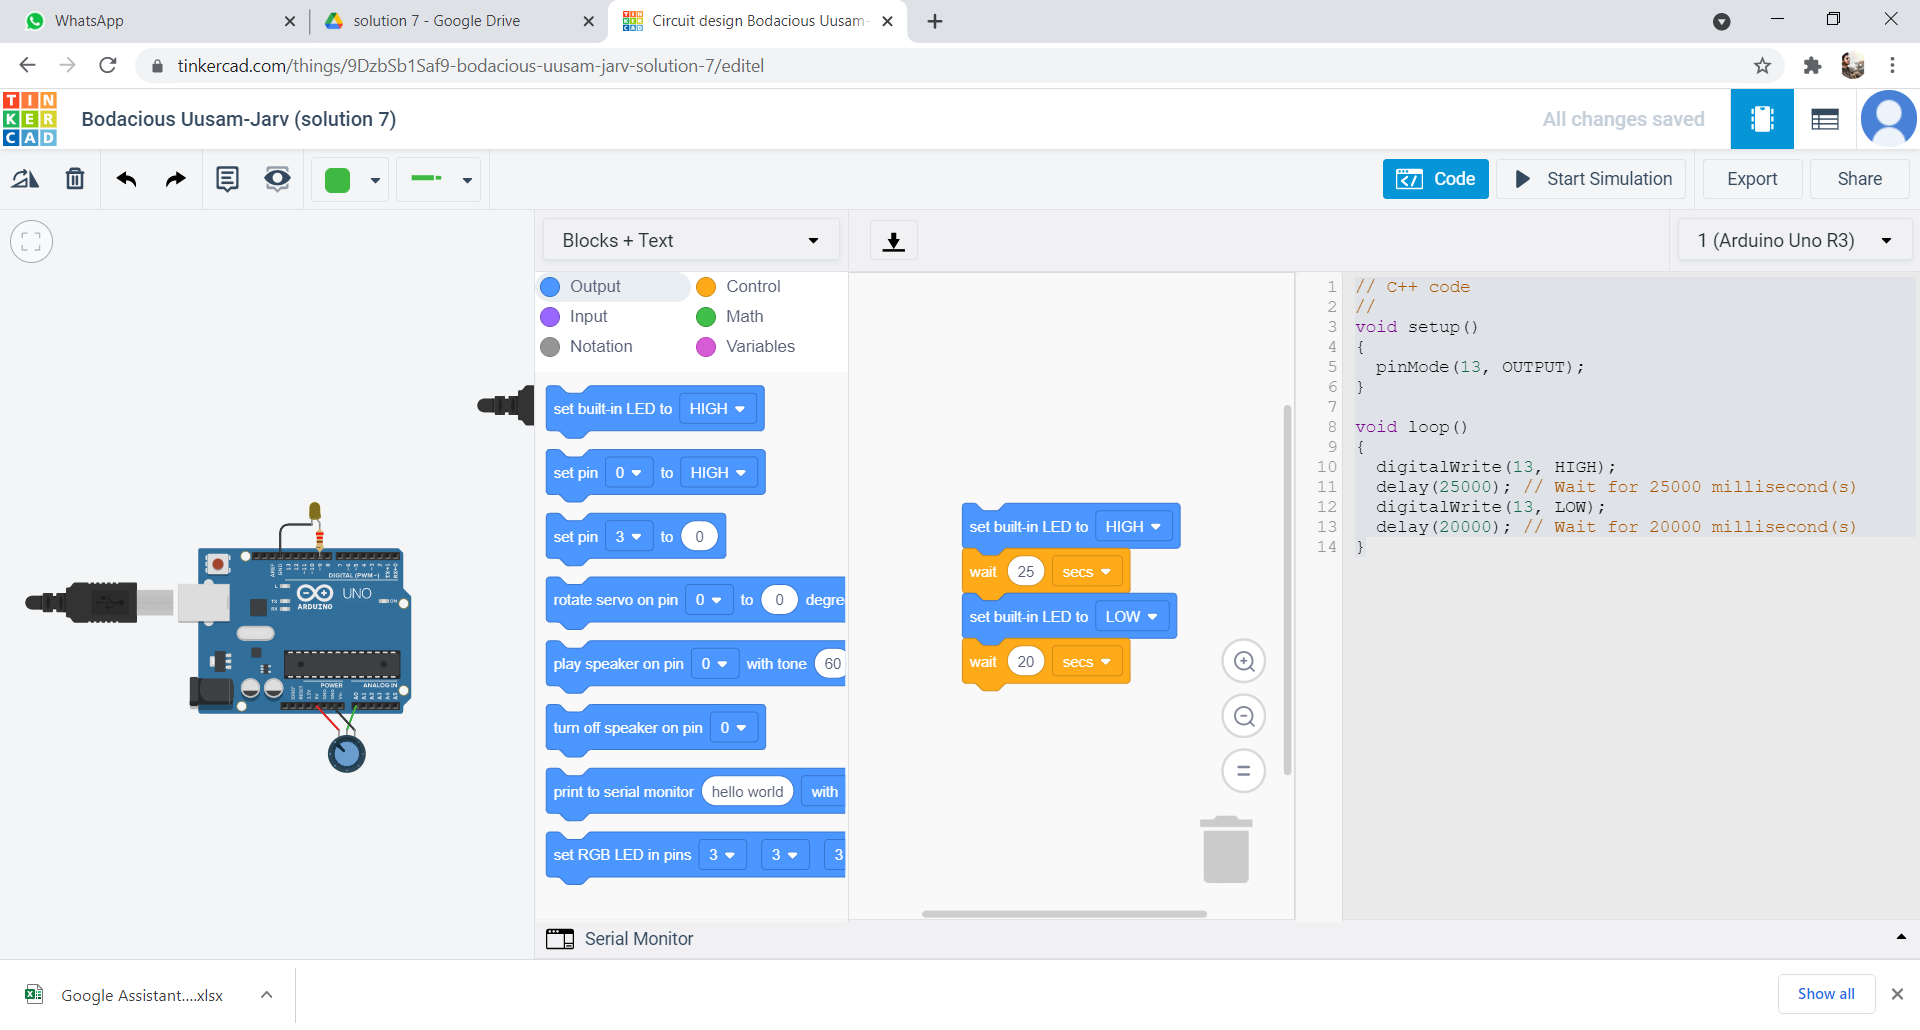 WhatsApp
solution 7 - Google Drive
Circuit design Bodacious Uusam-
tinkercad.com/things/9DzbSb1Saf9-bodacious-uusam-jarv-solution-7/editel
TIN
KER
CAD
Bodacious Uusam-Jarv (solution 7)
All changes saved
Code
Start Simulation
Export
Share
Blocks + Text
1 (Arduino Uno R3)
Output
Control
Input
Math
Notation
Variables
set built-in LED to HIGH
set pin 0 to HIGH
set pin 3 to 0
rotate servo on pin 0 to 0 degre
play speaker on pin 0 with tone 60
turn off speaker on pin 0
print to serial monitor hello world with
set RGB LED in pins 3 3 3
DIGITAL (PWM~)
UNO
ARDUINO
POWER
ANALOG IN
set built-in LED to HIGH
wait 25 secs
set built-in LED to LOW
wait 20 secs
1 // C++ code
2 //
3 void setup()
4 {
5 pinMode(13, OUTPUT);
6 }
7
8 void loop()
9 {
10 digitalWrite(13, HIGH);
11 delay(25000); // Wait for 25000 millisecond(s)
12 digitalWrite(13, LOW);
13 delay(20000); // Wait for 20000 millisecond(s)
14 }
Serial Monitor
Google Assistant....xlsx
Show all